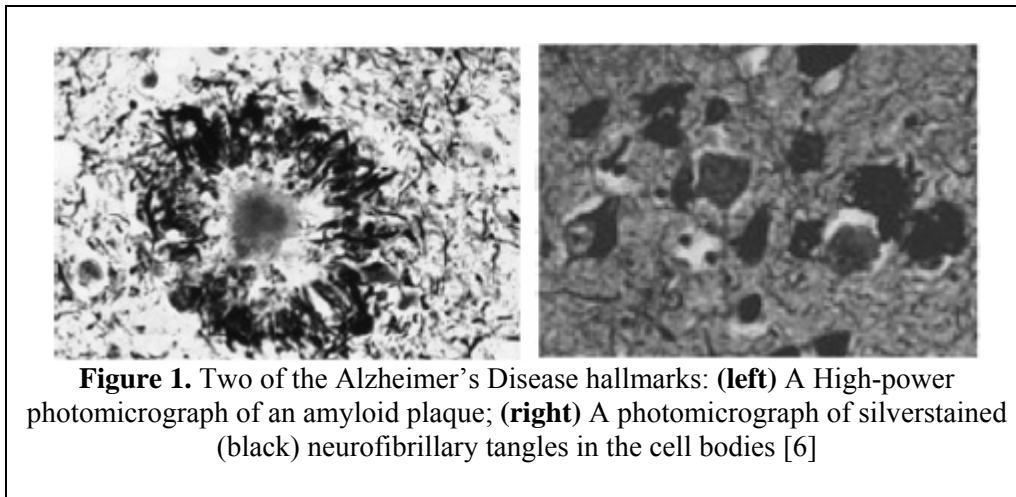 Figure 1. Two of the Alzheimer’s Disease hallmarks: (left) A High-power
photomicrograph of an amyloid plaque; (right) A photomicrograph of silverstained
(black) neurofibrillary tangles in the cell bodies [6]